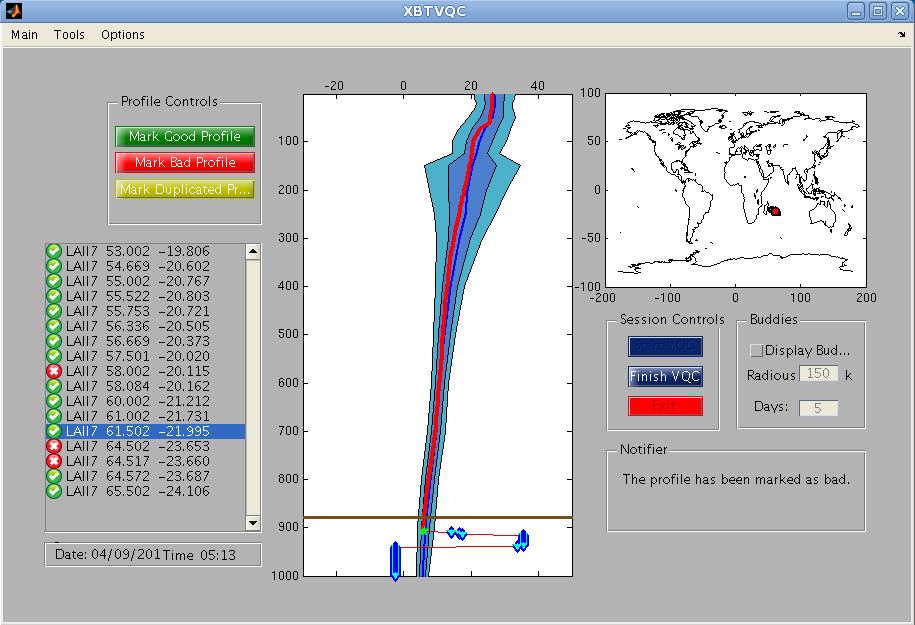 XBTVQC
Main Tools Options
Profile Controls
Mark Good Profile
Mark Bad Profile
Mark Duplicated Pr...
LAII7 53.002 -19.806
LAII7 54.669 -20.602
LAII7 55.002 -20.767
LAII7 55.522 -20.803
LAII7 55.753 -20.721
LAII7 56.336 -20.505
LAII7 56.669 -20.373
LAII7 57.501 -20.020
LAII7 58.002 -20.115
LAII7 58.084 -20.162
LAII7 60.002 -21.212
LAII7 61.002 -21.731
LAII7 61.502 -21.995
LAII7 64.502 -23.653
LAII7 64.517 -23.660
LAII7 64.572 -23.687
LAII7 65.502 -24.106
Date: 04/09/201 Time 05:13
-20 0 20 40
100
200
300
400
500
600
700
800
900
1000
100
50
0
-50
-100
-200 -100 0 100 200
Session Controls
Start VQC
Finish VQC
Exit
Buddies
Display Bud...
Radious 150 k
Days: 5
Notifier
The profile has been marked as bad.